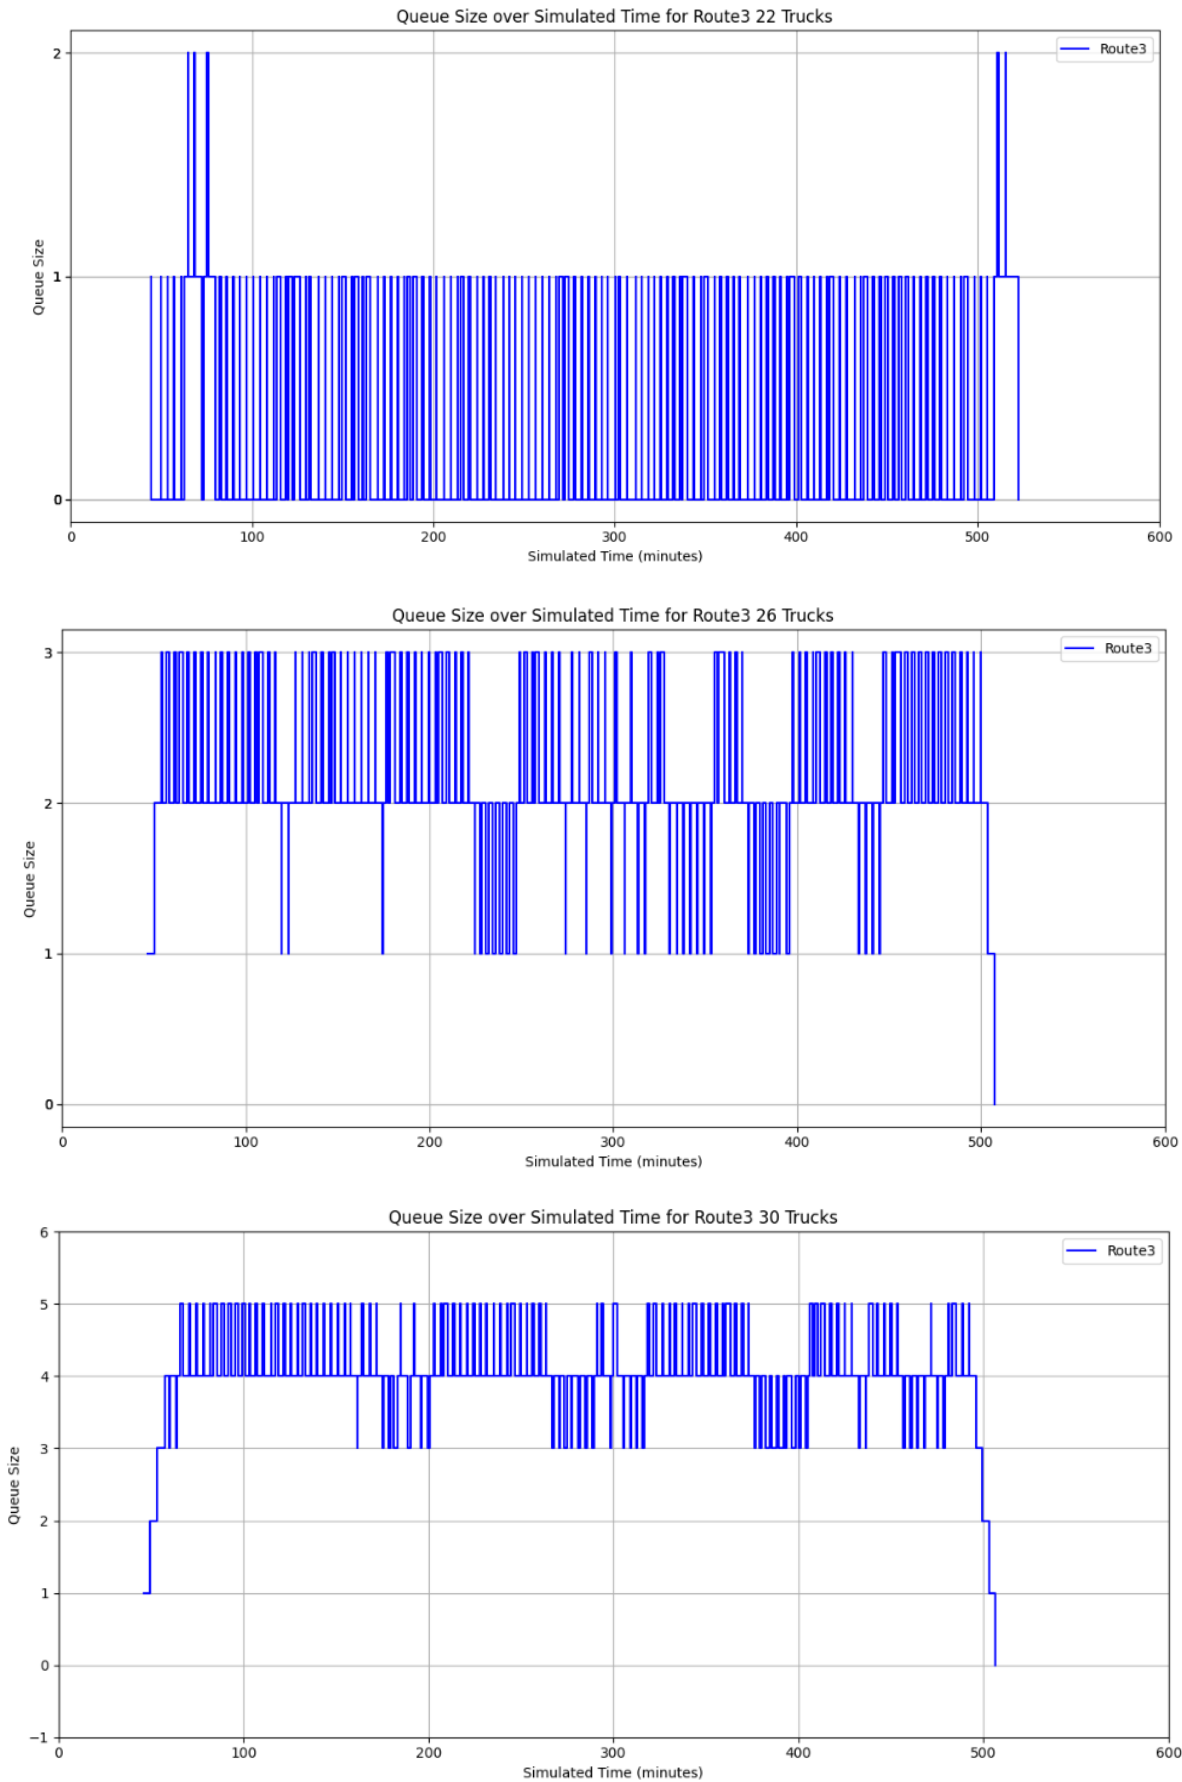 Queue Size over Simulated Time for Route3 22 Trucks
Route3
2
1
0
Queue Size
0 100 200 300 400 500 600
Simulated Time (minutes)
Queue Size over Simulated Time for Route3 26 Trucks
Route3
3
2
1
0
Queue Size
0 100 200 300 400 500 600
Simulated Time (minutes)
Queue Size over Simulated Time for Route3 30 Trucks
Route3
6
5
4
3
2
1
0
−1
Queue Size
0 100 200 300 400 500 600
Simulated Time (minutes)